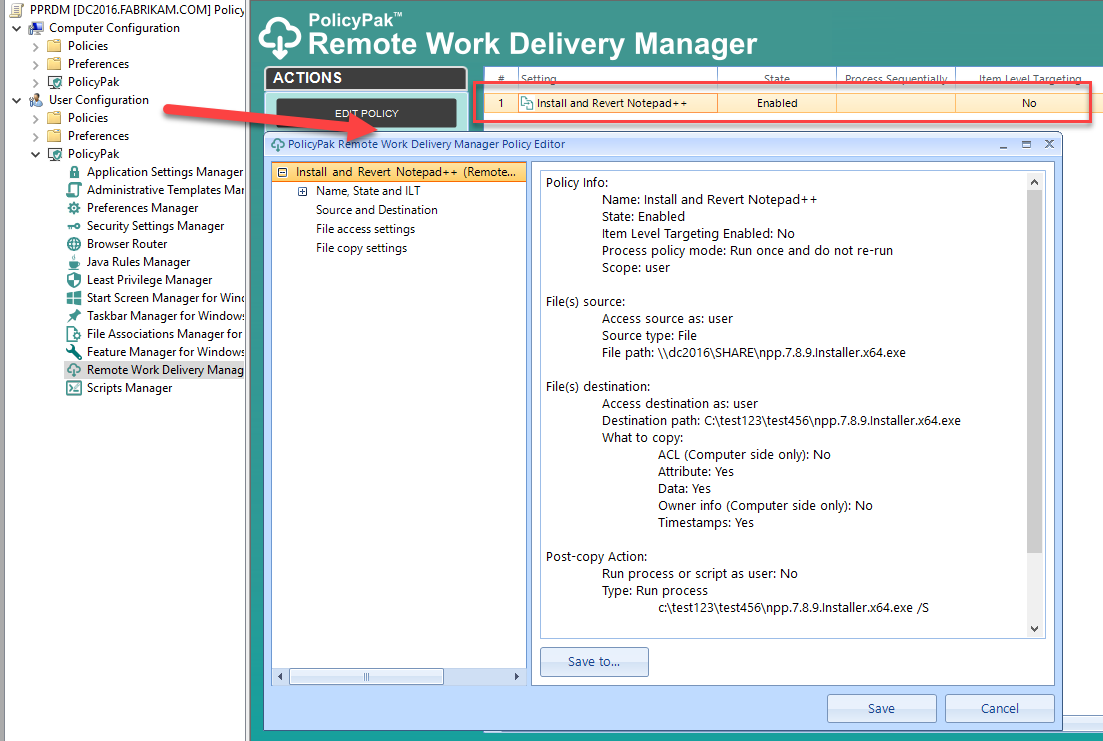 PPRDM [DC2016.FABRIKAM.COM] Policy
Computer Configuration
Policies
Preferences
PolicyPak
User Configuration
Policies
Preferences
PolicyPak
Application Settings Manager
Administrative Templates Mar
Preferences Manager
Security Settings Manager
Browser Router
Java Rules Manager
Least Privilege Manager
Start Screen Manager for Winc
Taskbar Manager for Windows
File Associations Manager for
Feature Manager for Windows
Remote Work Delivery Manag
Scripts Manager
PolicyPak™
Remote Work Delivery Manager
ACTIONS
EDIT POLICY
# Setting State Process Sequentially Item Level Targeting
1 Install and Revert Notepad++ Enabled No
PolicyPak Remote Work Delivery Manager Policy Editor
Install and Revert Notepad++ (Remote...
Name, State and ILT
Source and Destination
File access settings
File copy settings
Policy Info:
Name: Install and Revert Notepad++
State: Enabled
Item Level Targeting Enabled: No
Process policy mode: Run once and do not re-run
Scope: user
File(s) source:
Access source as: user
Source type: File
File path: \\dc2016\SHARE\npp.7.8.9.Installer.x64.exe
File(s) destination:
Access destination as: user
Destination path: C:\test123\test456\npp.7.8.9.Installer.x64.exe
What to copy:
ACL (Computer side only): No
Attribute: Yes
Data: Yes
Owner info (Computer side only): No
Timestamps: Yes
Post-copy Action:
Run process or script as user: No
Type: Run process
c:\test123\test456\npp.7.8.9.Installer.x64.exe /S
Save to...
Save Cancel